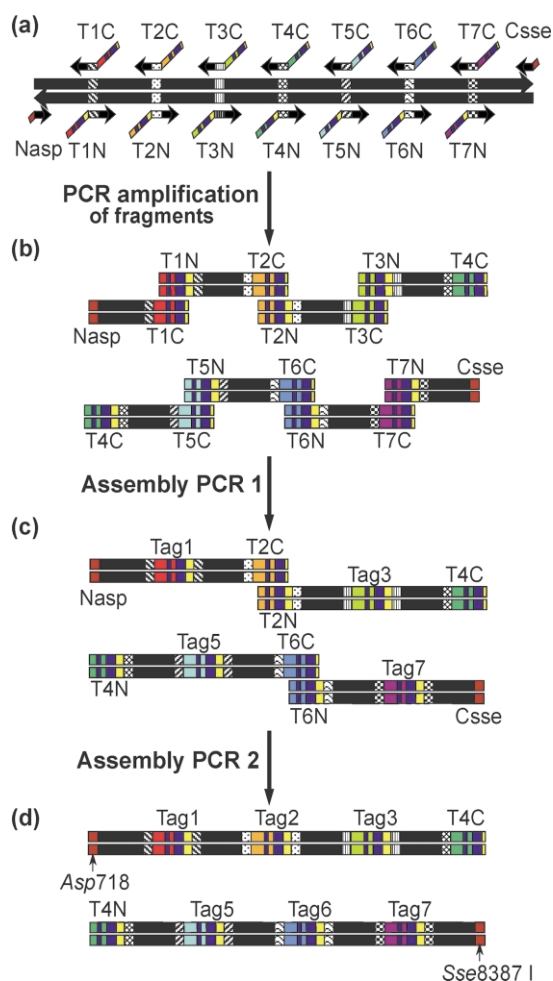 (a)
T1C T2C T3C T4C T5C T6C T7C Csse
Nasp T1N T2N T3N T4N T5N T6N T7N
PCR amplification
of fragments
(b)
T1N T2C T3N T4C
Nasp T1C T2N T3C
T5N T6C T7N Csse
T4C T5C T6N T7C
Assembly PCR 1
(c)
Tag1 T2C
Nasp
Tag3 T4C
T2N
Tag5 T6C
T4N
Tag7
T6N Csse
Assembly PCR 2
(d)
Tag1 Tag2 Tag3 T4C
Asp718
T4N Tag5 Tag6 Tag7
Sse8387 I